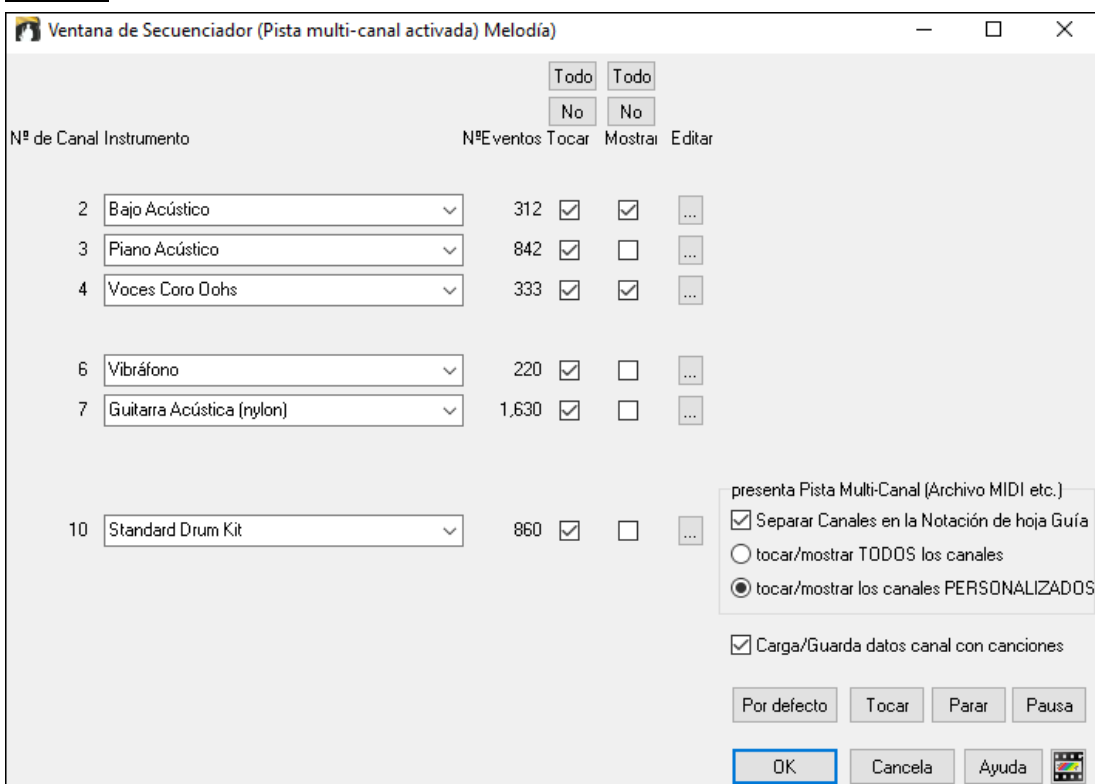 Ventana de Secuenciador (Pista multi-canal activada) Melodía)
Todo Todo
No No
Nº de Canal Instrumento NºEventos Tocar Mostrar Editar
2 Bajo Acústico 312 ...
3 Piano Acústico 842 ...
4 Voces Coro Oohs 333 ...
6 Vibráfono 220 ...
7 Guitarra Acústica (nylon) 1,630 ...
presenta Pista Multi-Canal (Archivo MIDI etc.)
10 Standard Drum Kit 860 ...
Separar Canales en la Notación de hoja Guía
tocar/mostrar TODOS los canales
tocar/mostrar los canales PERSONALIZADOS
Carga/Guarda datos canal con canciones
Por defecto Tocar Parar Pausa
OK Cancela Ayuda